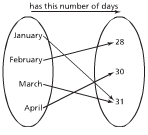 has this number of days
January
February
March
April
28
30
31